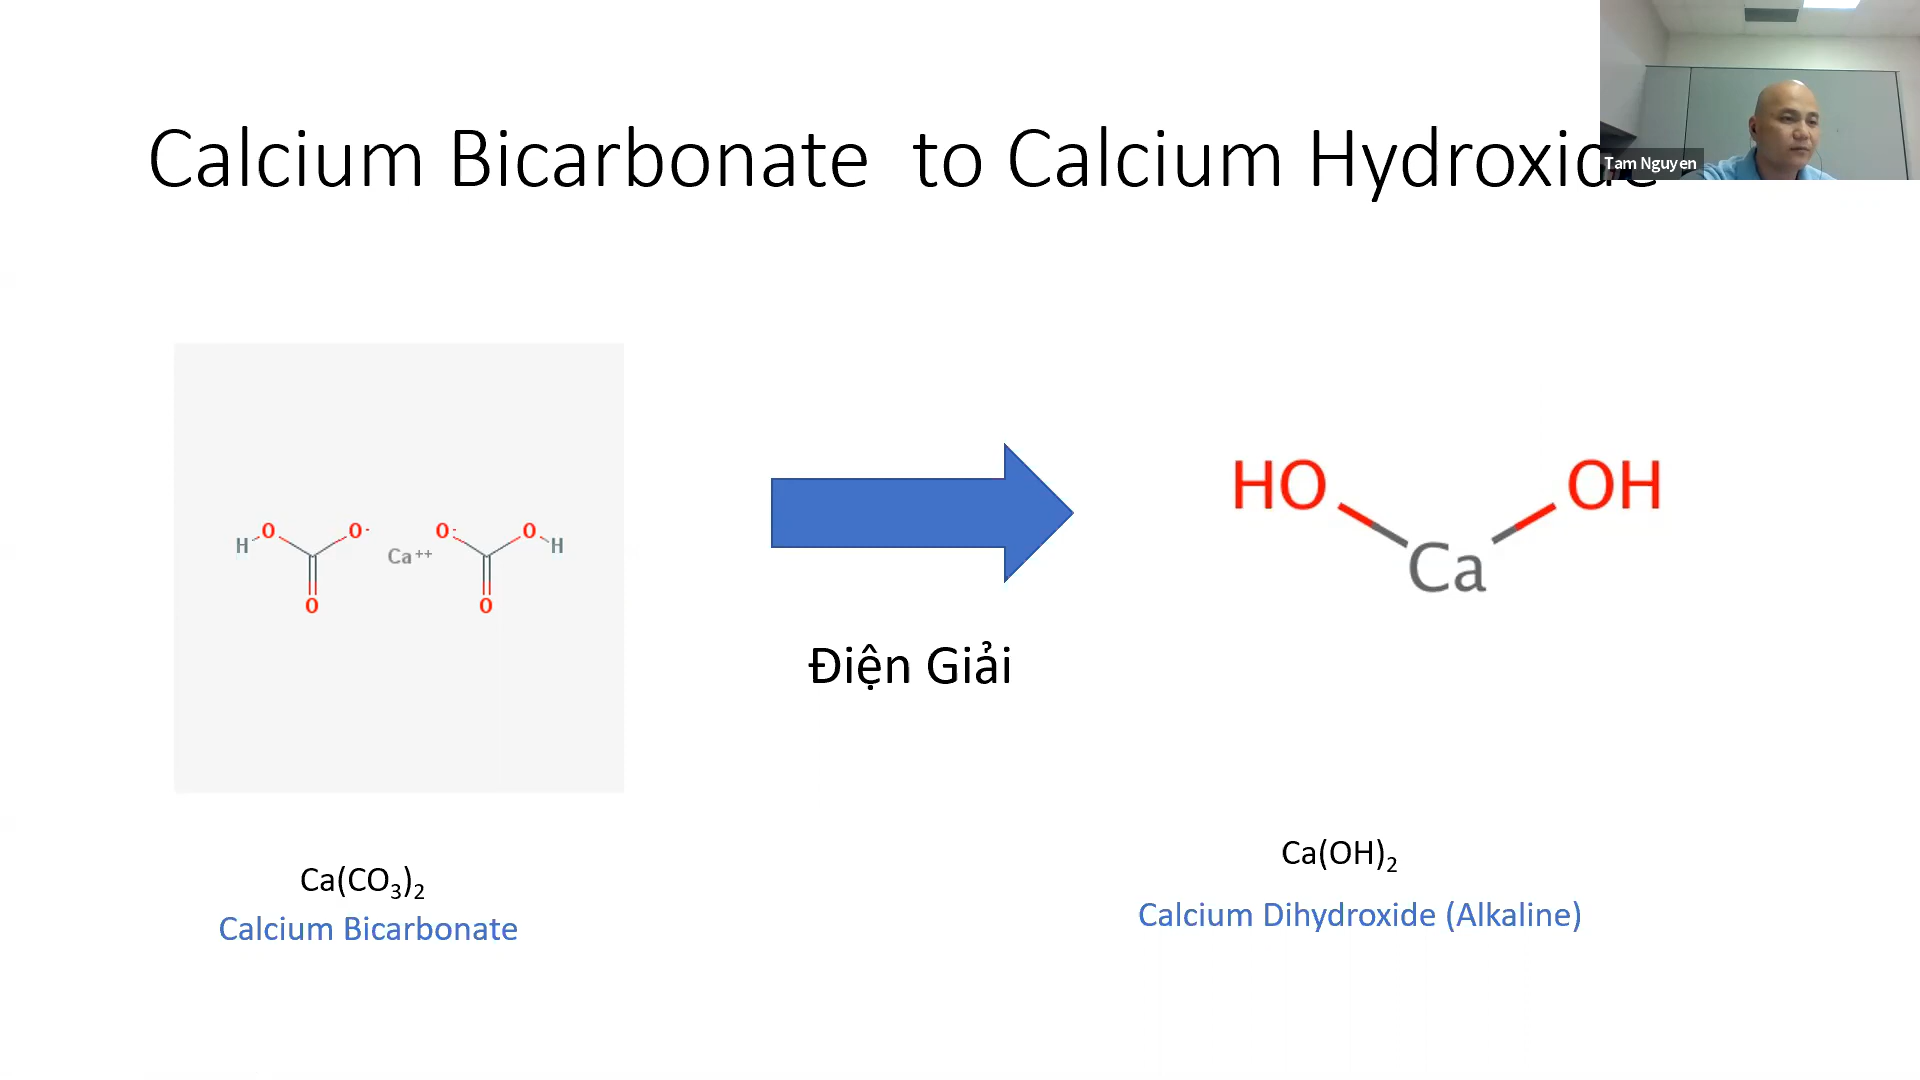 Calcium Bicarbonate to Calcium Hydroxide
Tam Nguyen
HO OH
Ca
H O O- Ca++ O- O H
O O
Điện Giải
Ca(OH)₂
Calcium Dihydroxide (Alkaline)
Ca(CO₃)₂
Calcium Bicarbonate